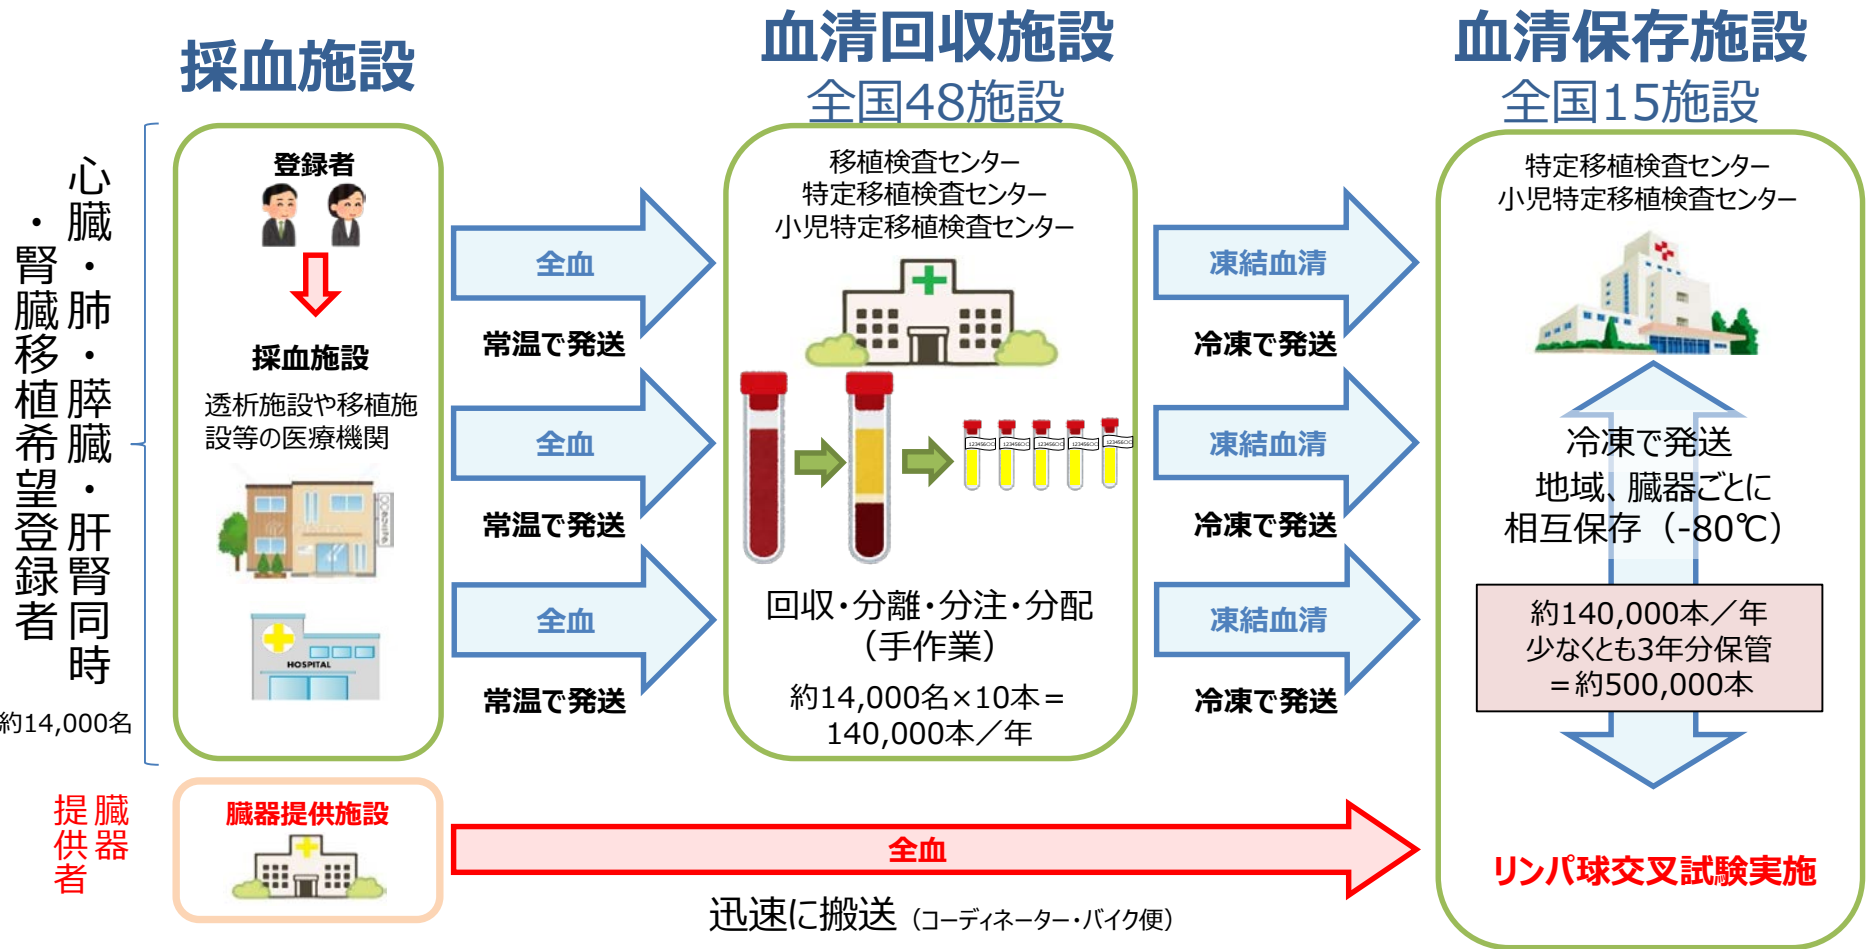 採血施設
血清回収施設
全国48施設
血清保存施設
全国15施設
心臓・肺・膵臓・肝腎同時
・腎臓移植希望登録者
約14,000名
登録者
採血施設
透析施設や移植施
設等の医療機関
HOSPITAL
全血
常温で発送
全血
常温で発送
全血
常温で発送
移植検査センター
特定移植検査センター
小児特定移植検査センター
123456〇〇
123456〇〇
123456〇〇
123456〇〇
123456〇〇
回収・分離・分注・分配
（手作業）
約14,000名×10本＝
140,000本／年
凍結血清
冷凍で発送
凍結血清
冷凍で発送
凍結血清
冷凍で発送
特定移植検査センター
小児特定移植検査センター
冷凍で発送
地域、臓器ごとに
相互保存（-80℃）
約140,000本／年
少なくとも3年分保管
＝約500,000本
リンパ球交叉試験実施
臓器
提供者
臓器提供施設
全血
迅速に搬送（コーディネーター・バイク便）